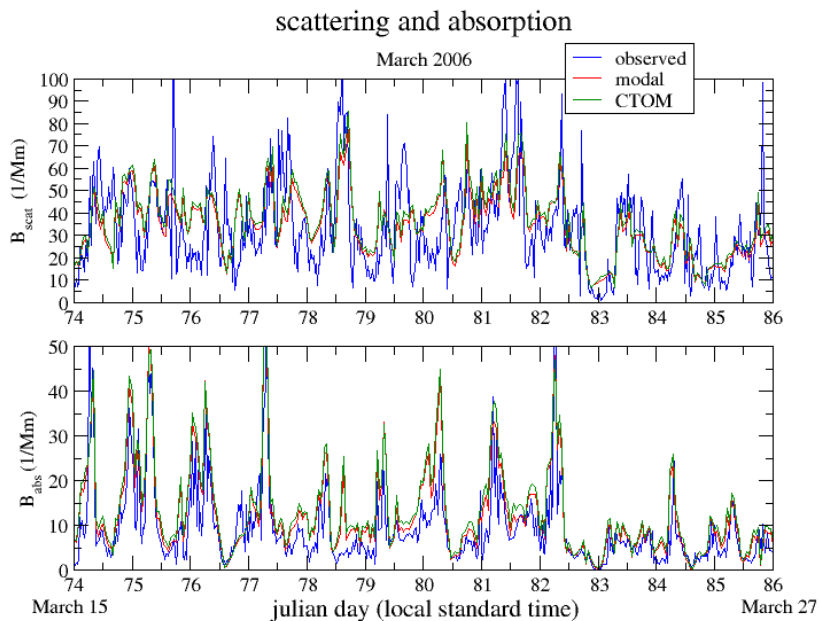 scattering and absorption
March 2006
observed
modal
CTOM
100
90
80
70
60
50
40
30
20
10
0
B_scat (1/Mm)
74 75 76 77 78 79 80 81 82 83 84 85 86
50
40
30
20
10
0
B_abs (1/Mm)
74 75 76 77 78 79 80 81 82 83 84 85 86
March 15 julian day (local standard time) March 27